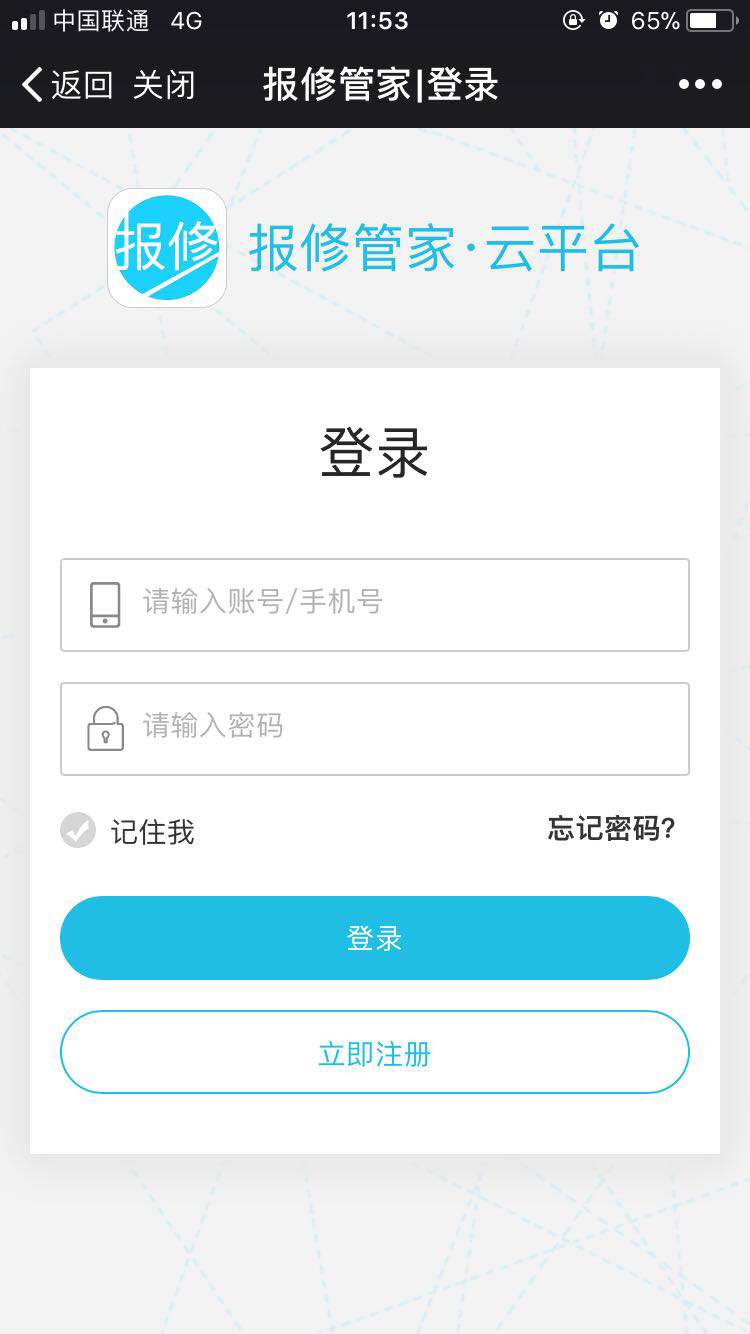 中国联通 4G 11:53 65%
返回 关闭 报修管家|登录
报修 报修管家·云平台
登录
请输入账号/手机号
请输入密码
记住我 忘记密码?
登录
立即注册